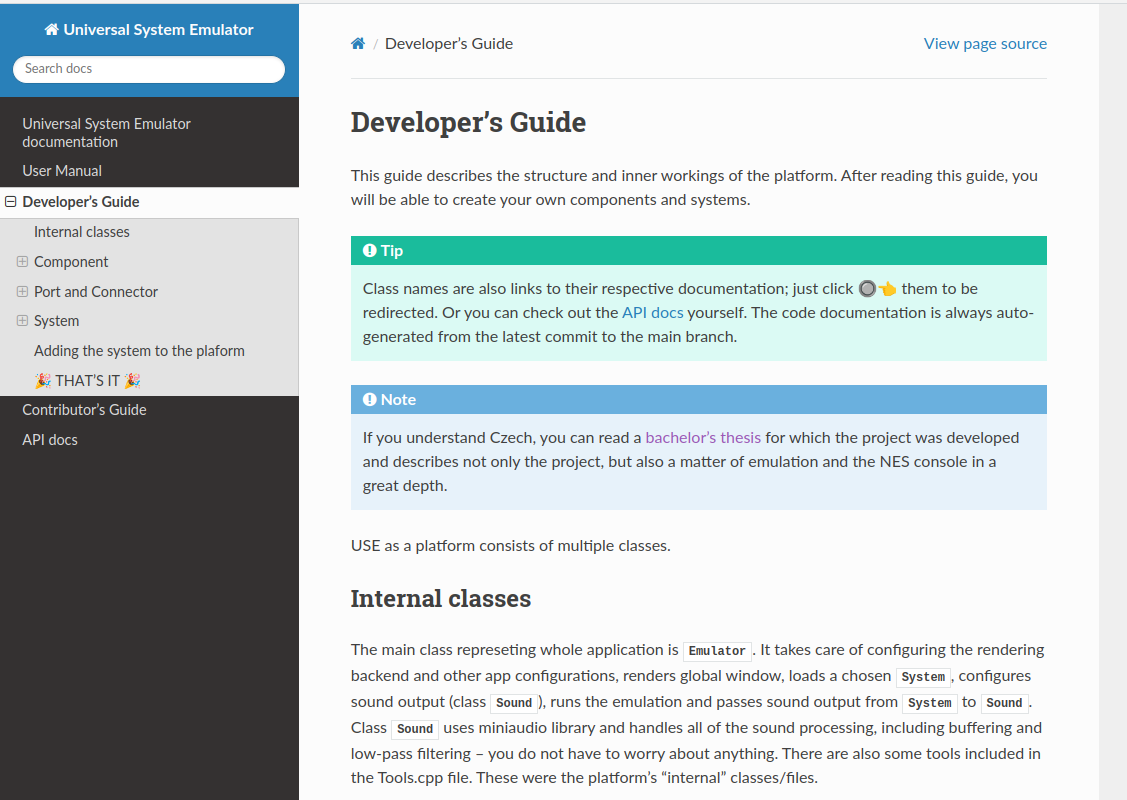 Universal System Emulator
Search docs
Universal System Emulator
documentation
User Manual
Developer's Guide
Internal classes
Component
Port and Connector
System
Adding the system to the plaform
🎉 THAT'S IT 🎉
Contributor's Guide
API docs
/ Developer's Guide
View page source
Developer's Guide
This guide describes the structure and inner workings of the platform. After reading this guide, you
will be able to create your own components and systems.
Tip
Class names are also links to their respective documentation; just click 🔘👈 them to be
redirected. Or you can check out the API docs yourself. The code documentation is always auto-
generated from the latest commit to the main branch.
Note
If you understand Czech, you can read a bachelor's thesis for which the project was developed
and describes not only the project, but also a matter of emulation and the NES console in a
great depth.
USE as a platform consists of multiple classes.
Internal classes
The main class represeting whole application is Emulator. It takes care of configuring the rendering
backend and other app configurations, renders global window, loads a chosen System, configures
sound output (class Sound), runs the emulation and passes sound output from System to Sound.
Class Sound uses miniaudio library and handles all of the sound processing, including buffering and
low-pass filtering – you do not have to worry about anything. There are also some tools included in
the Tools.cpp file. These were the platform's “internal” classes/files.